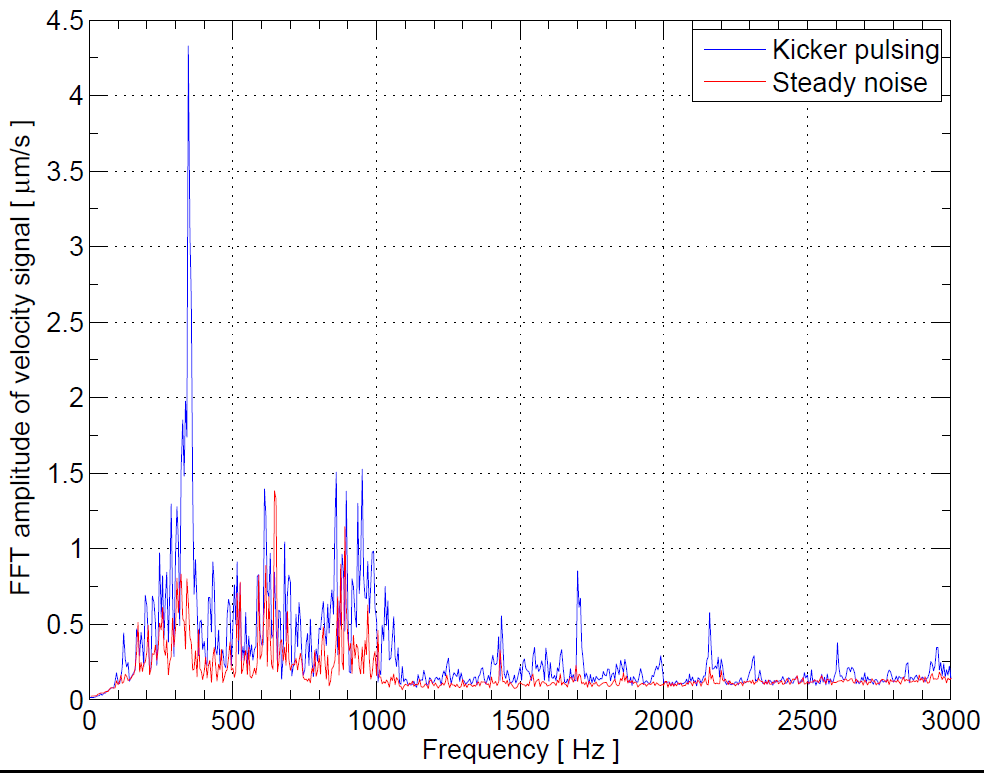 4.5
Kicker pulsing
Steady noise
4
3.5
3
2.5
2
1.5
1
0.5
0
FFT amplitude of velocity signal [ μm/s ]
0 500 1000 1500 2000 2500 3000
Frequency [ Hz ]